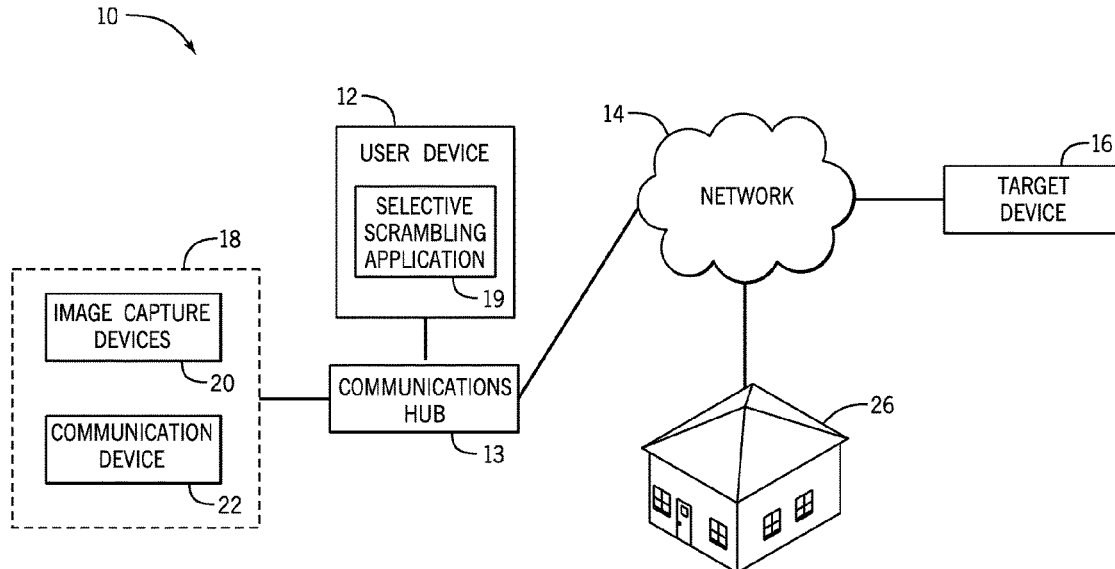 10
12
USER DEVICE
SELECTIVE
SCRAMBLING
APPLICATION
19
14
NETWORK
16
TARGET
DEVICE
18
IMAGE CAPTURE
DEVICES
20
COMMUNICATION
DEVICE
22
COMMUNICATIONS
HUB
13
26